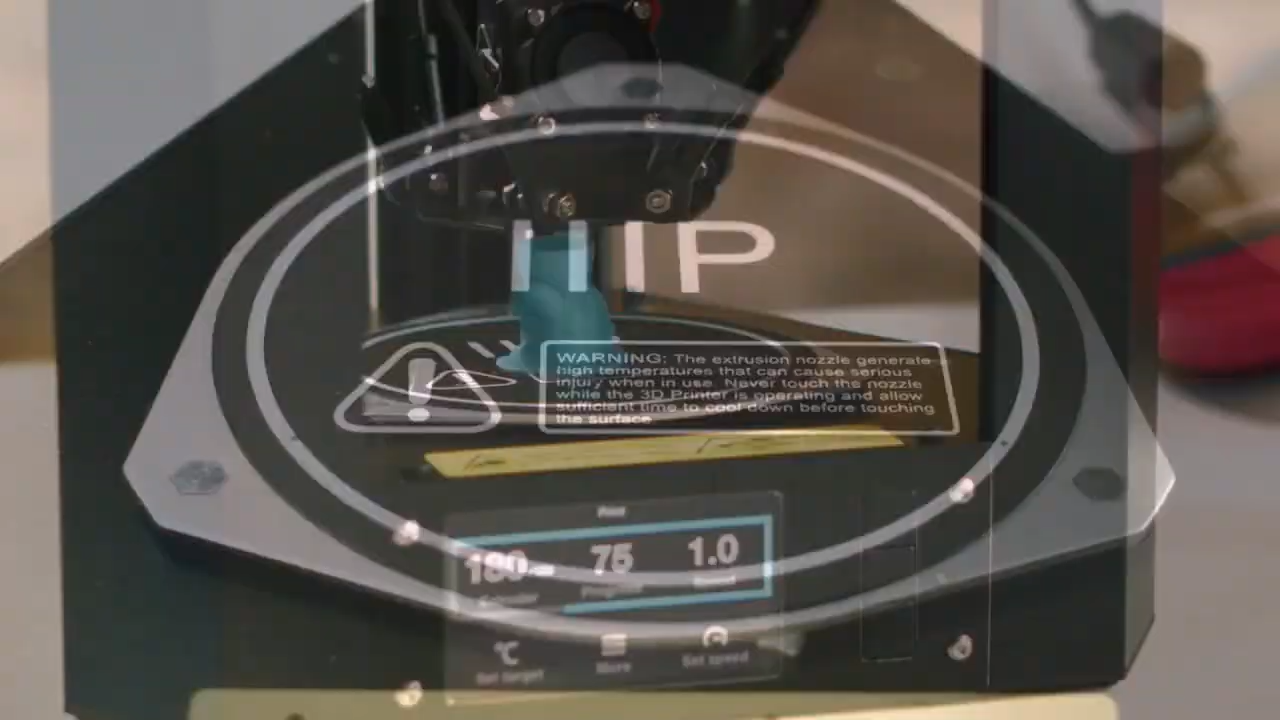 HIP
WARNING: The extrusion nozzle generate
high temperatures that can cause serious
injury when in use. Never touch the nozzle
while the 3D Printer is operating and allow
sufficient time to cool down before touching
the surface
Print
180 75 1.0
Progress
℃
Set target More Set speed